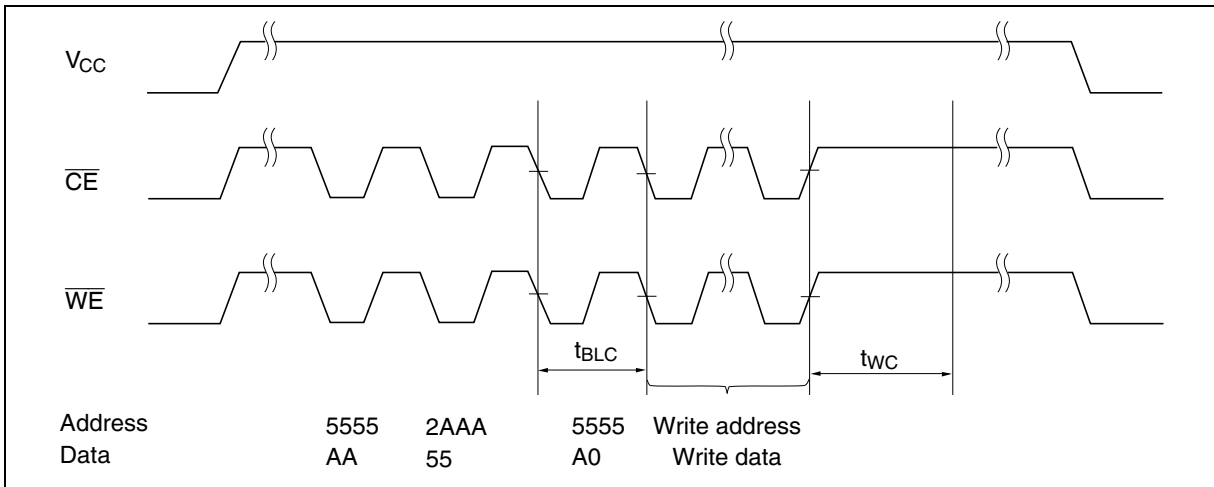 VCC
CE
WE
tBLC
tWC
Address 5555 2AAA 5555 Write address
Data AA 55 A0 Write data